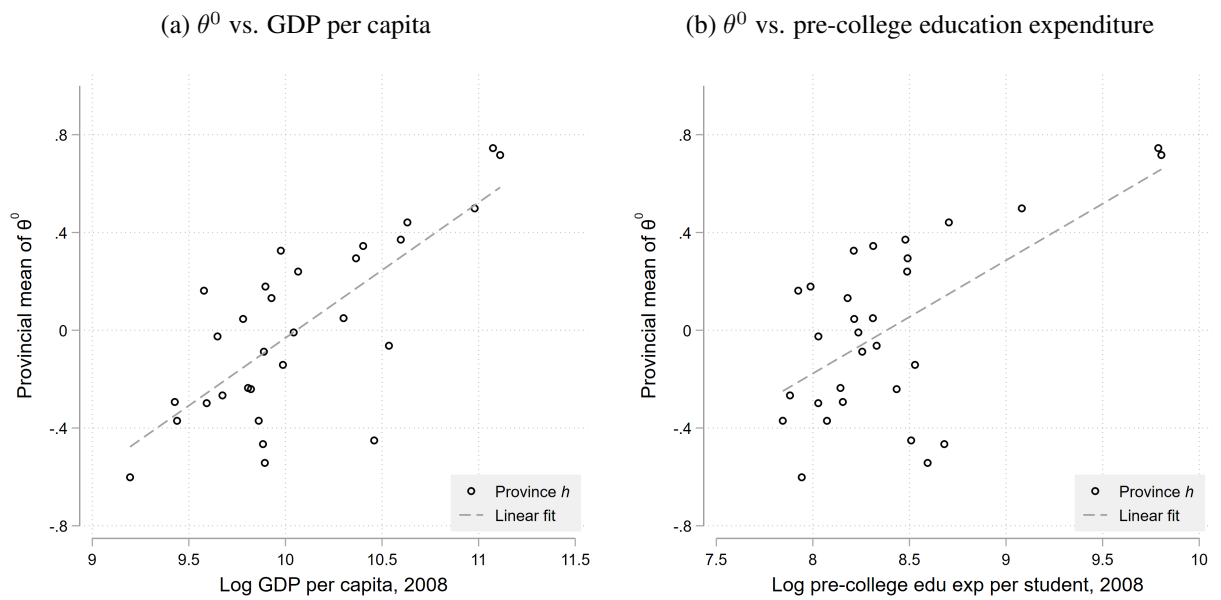 (a) θ⁰ vs. GDP per capita
Provincial mean of θ⁰
.8
.4
0
-.4
-.8
9
9.5
10
10.5
11
11.5
Log GDP per capita, 2008
Province h
Linear fit
(b) θ⁰ vs. pre-college education expenditure
Provincial mean of θ⁰
.8
.4
0
-.4
-.8
7.5
8
8.5
9
9.5
10
Log pre-college edu exp per student, 2008
Province h
Linear fit